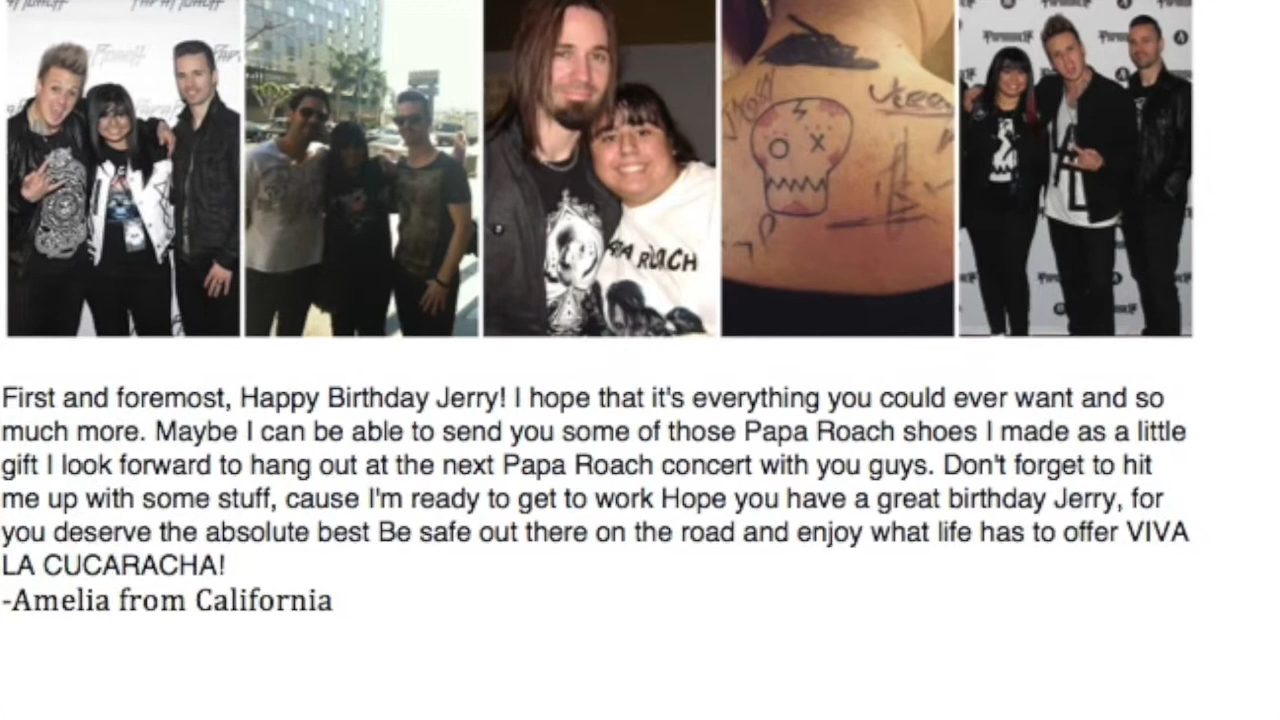 PAPA ROACH
First and foremost, Happy Birthday Jerry! I hope that it's everything you could ever want and so
much more. Maybe I can be able to send you some of those Papa Roach shoes I made as a little
gift I look forward to hang out at the next Papa Roach concert with you guys. Don't forget to hit
me up with some stuff, cause I'm ready to get to work Hope you have a great birthday Jerry, for
you deserve the absolute best Be safe out there on the road and enjoy what life has to offer VIVA
LA CUCARACHA!
-Amelia from California